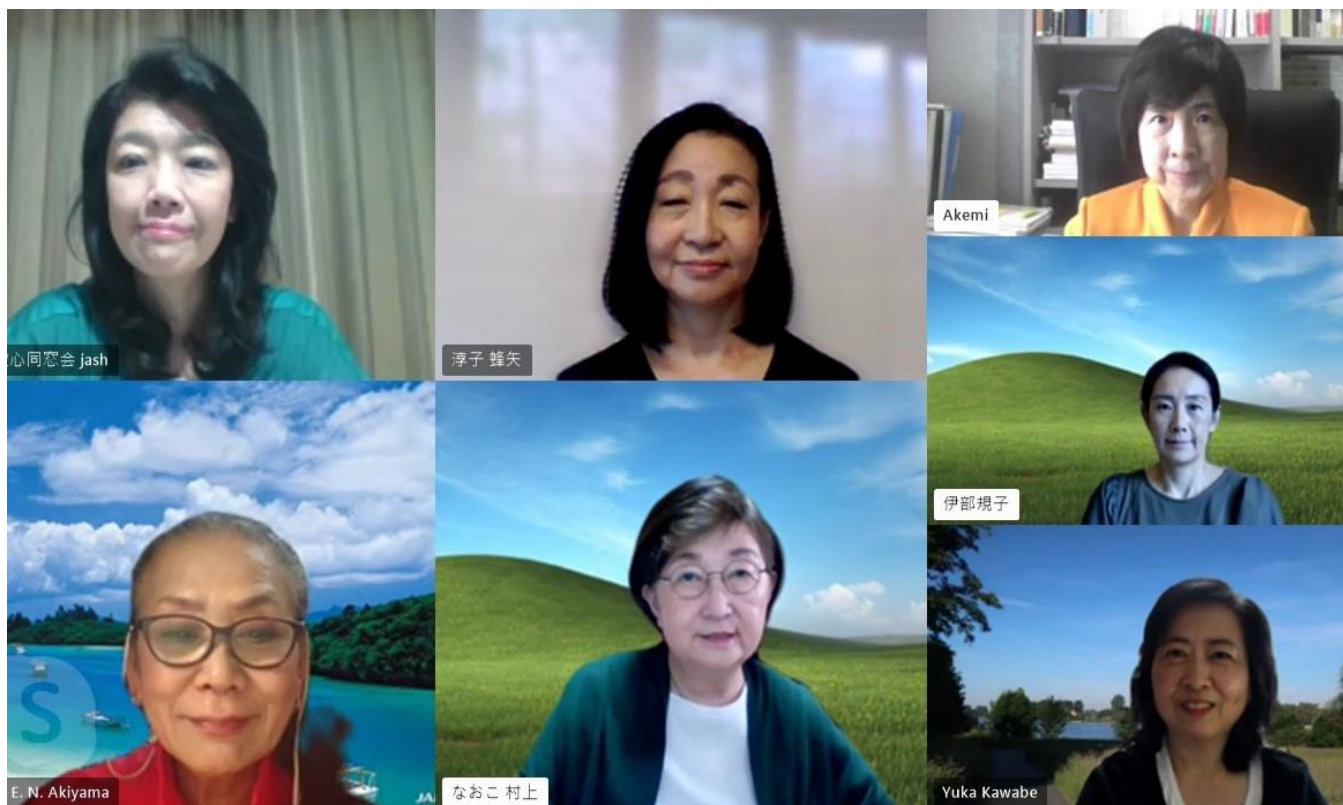 心同窓会 jash
淳子 蜂矢
Akemi
伊部規子
S
E. N. Akiyama
JA
なおこ 村上
Yuka Kawabe